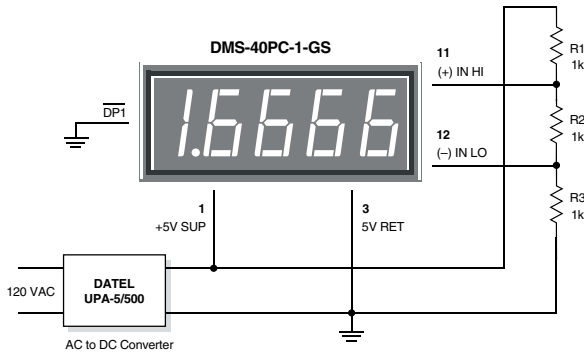 DMS-40PC-1-GS
11
(+) IN HI
R1
1k
DP1
1.6666
R2
1k
12
(–) IN LO
R3
1k
1
+5V SUP
3
5V RET
120 VAC
DATEL
UPA-5/500
AC to DC Converter